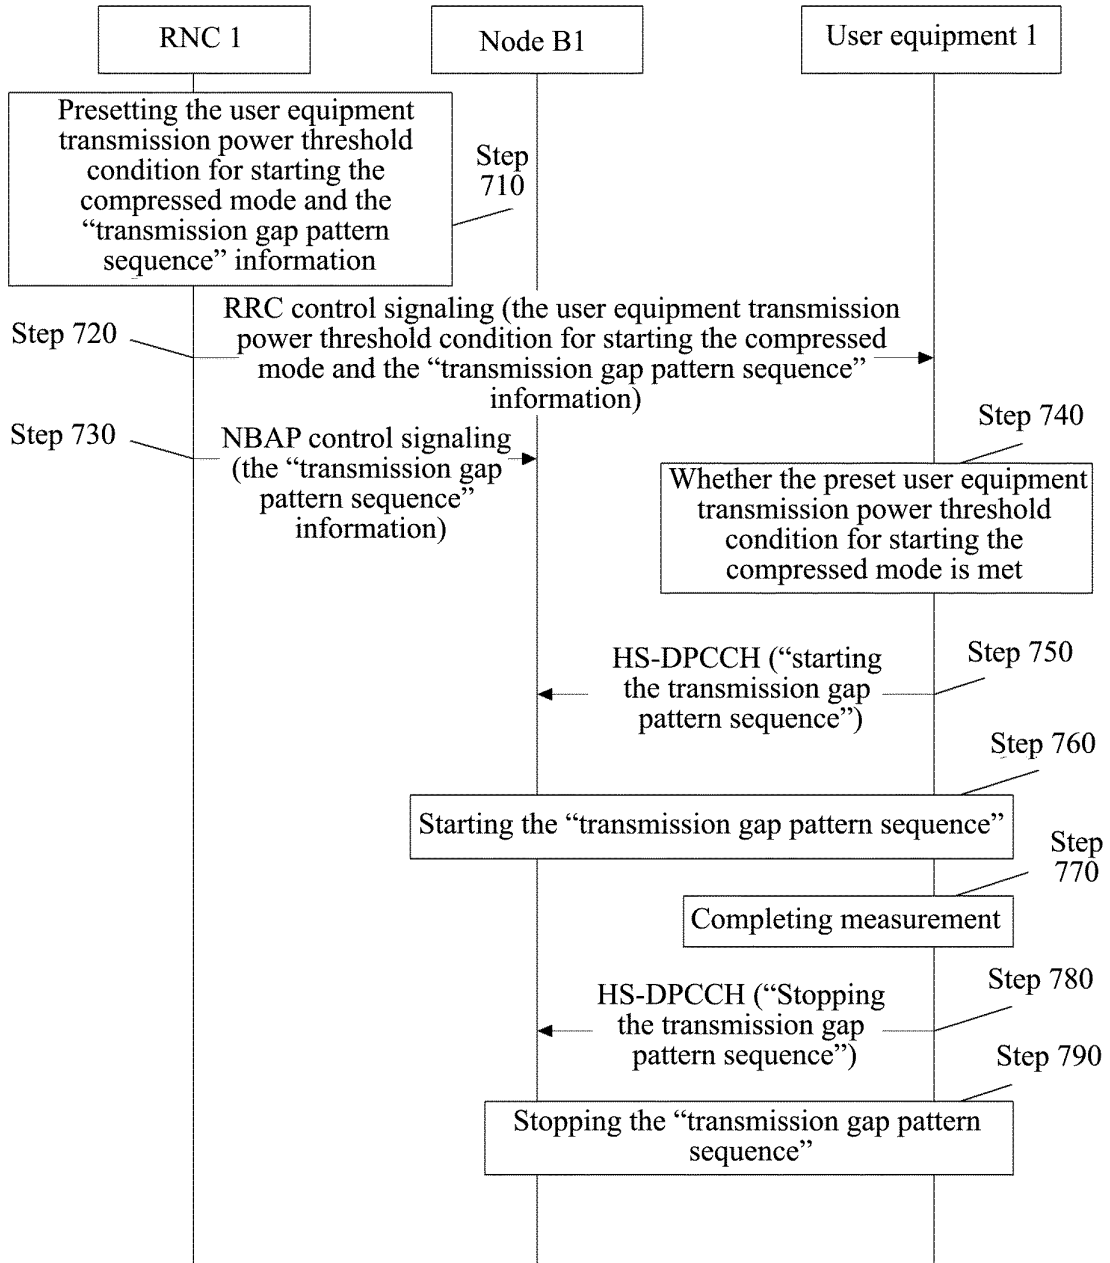 RNC 1
Node B1
User equipment 1
Presetting the user equipment
transmission power threshold
condition for starting the
compressed mode and the
“transmission gap pattern
sequence” information
Step
710
Step 720
RRC control signaling (the user equipment transmission
power threshold condition for starting the compressed
mode and the “transmission gap pattern sequence”
information)
Step 730
NBAP control signaling
(the “transmission gap
pattern sequence”
information)
Step 740
Whether the preset user equipment
transmission power threshold
condition for starting the
compressed mode is met
Step 750
HS-DPCCH (“starting
the transmission gap
pattern sequence”)
Step 760
Starting the “transmission gap pattern sequence”
Step
770
Completing measurement
Step 780
HS-DPCCH (“Stopping
the transmission gap
pattern sequence”)
Step 790
Stopping the “transmission gap pattern
sequence”